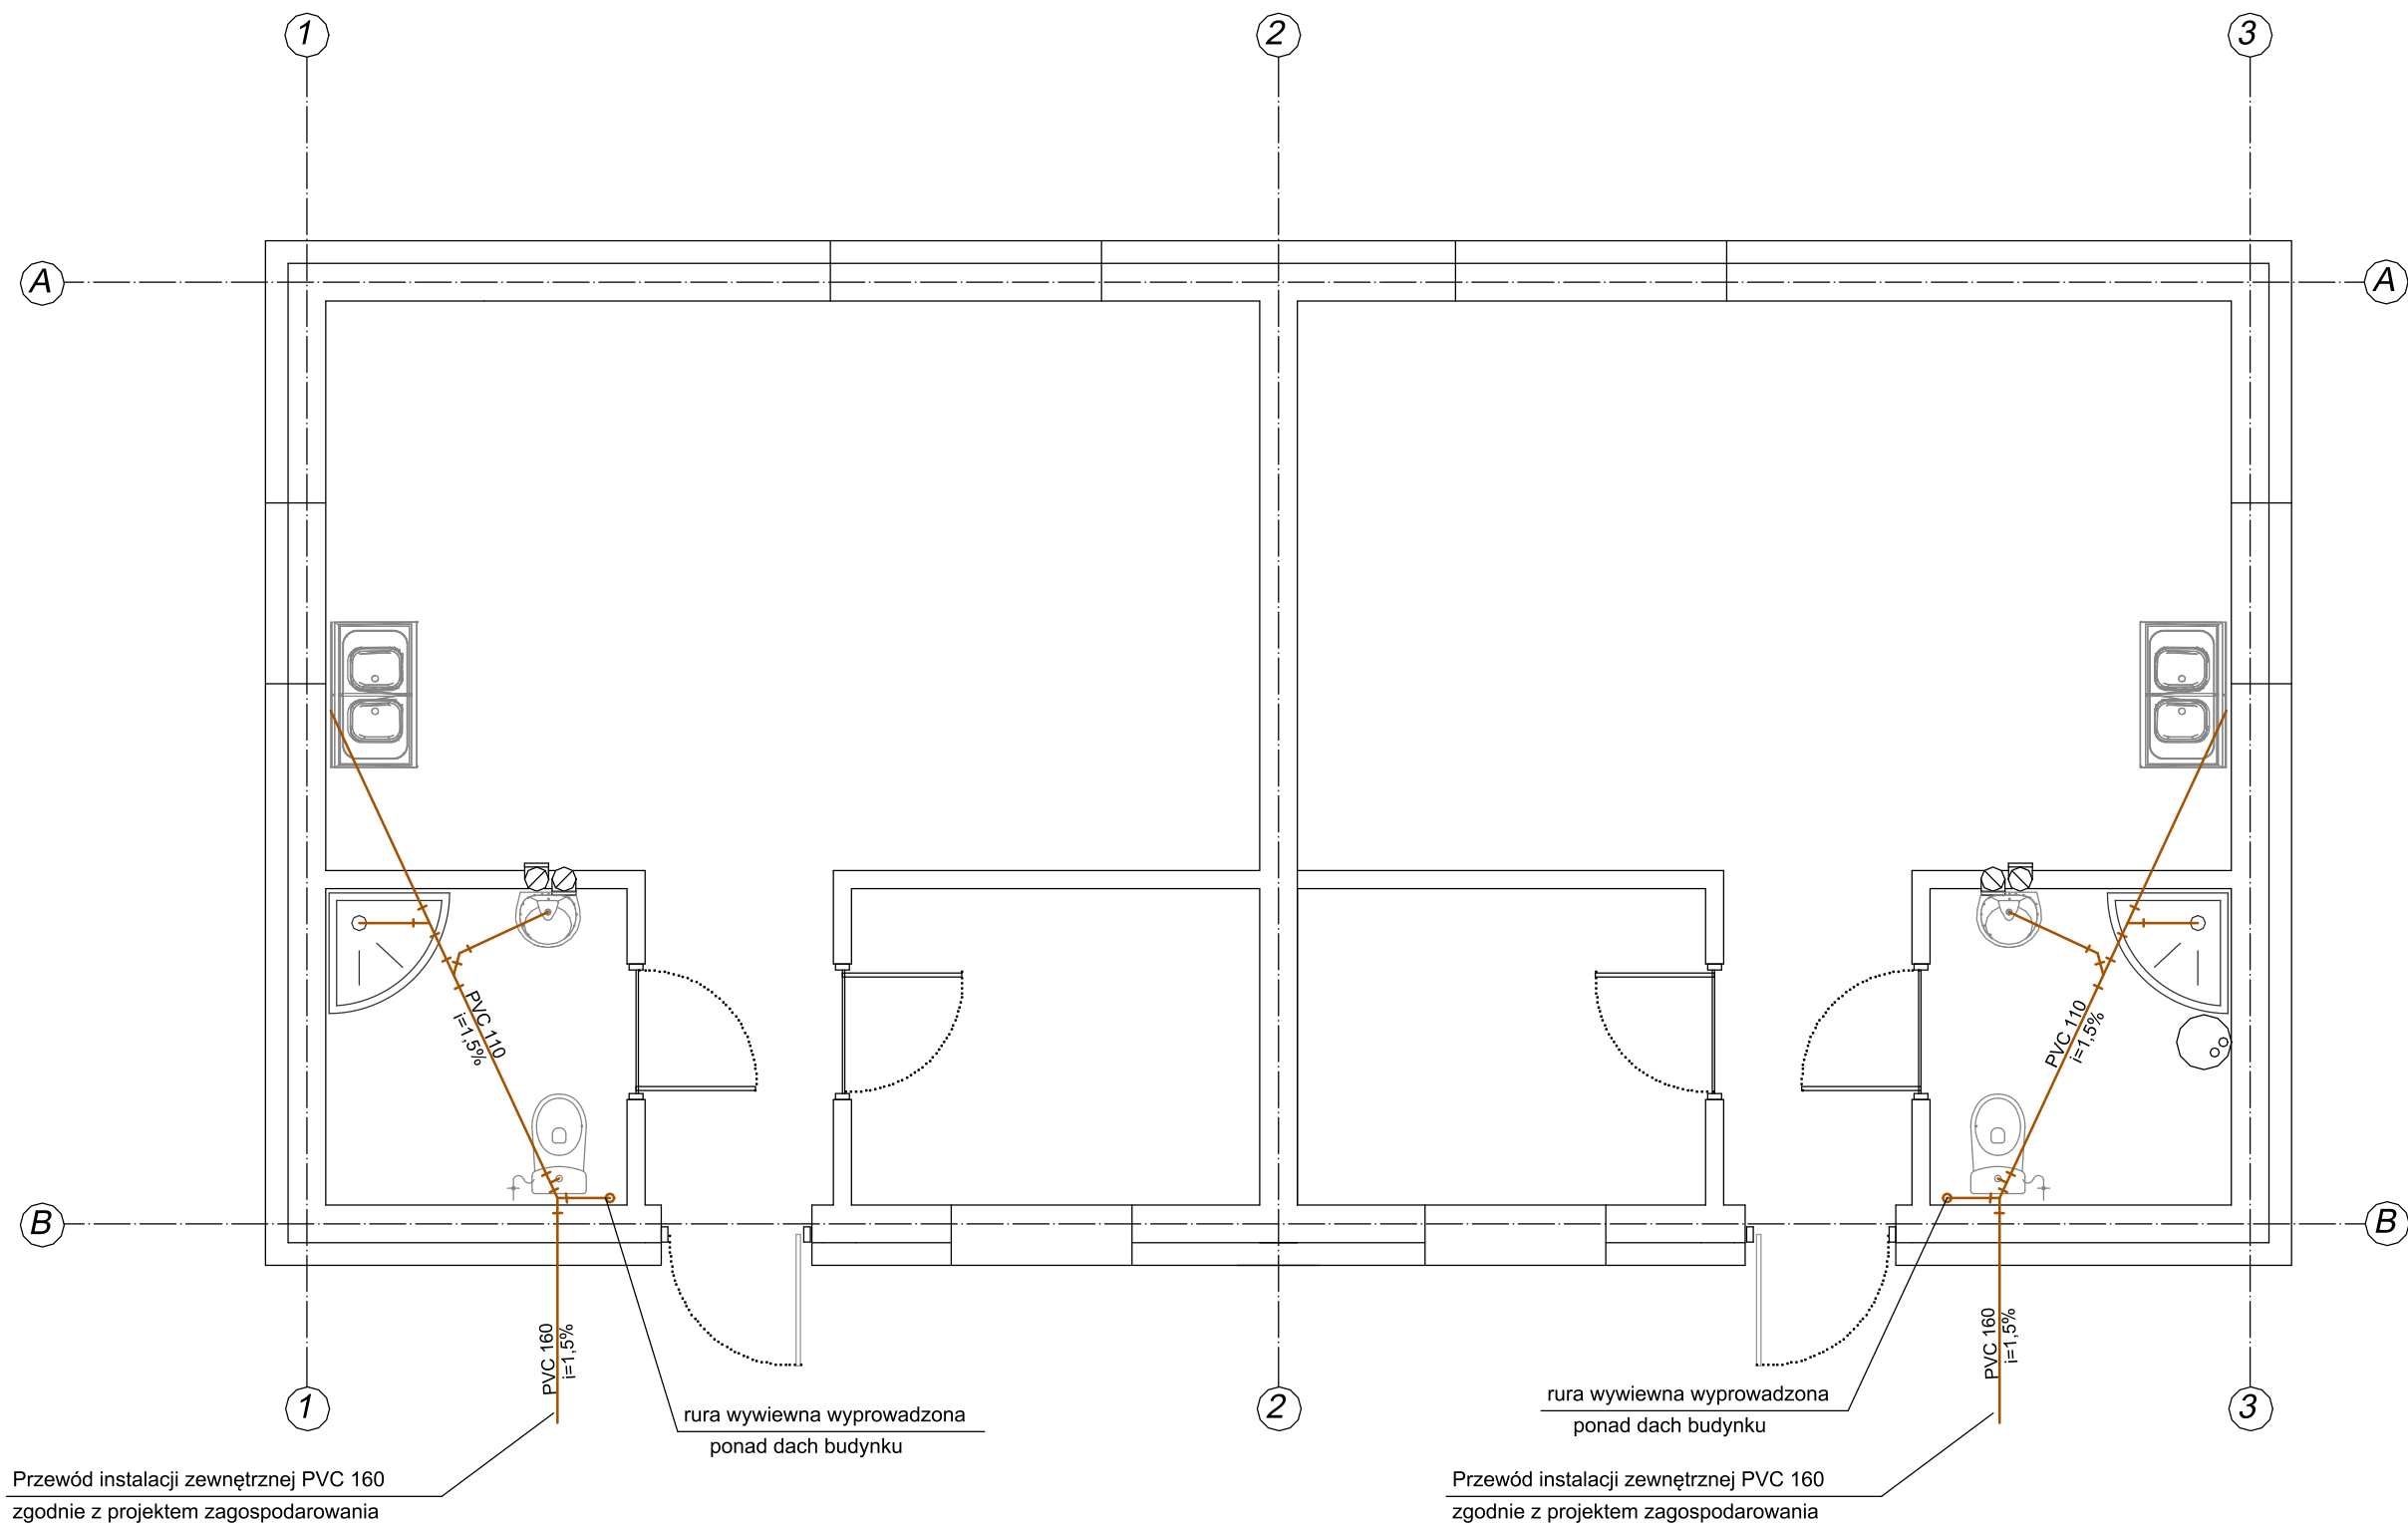 1
2
3
A
A
PVC 110
i=1,5%
PVC 110
i=1,5%
B
B
PVC 160
i=1,5%
PVC 160
i=1,5%
1
2
3
rura wywiewna wyprowadzona
ponad dach budynku
rura wywiewna wyprowadzona
ponad dach budynku
Przewód instalacji zewnętrznej PVC 160
zgodnie z projektem zagospodarowania
Przewód instalacji zewnętrznej PVC 160
zgodnie z projektem zagospodarowania